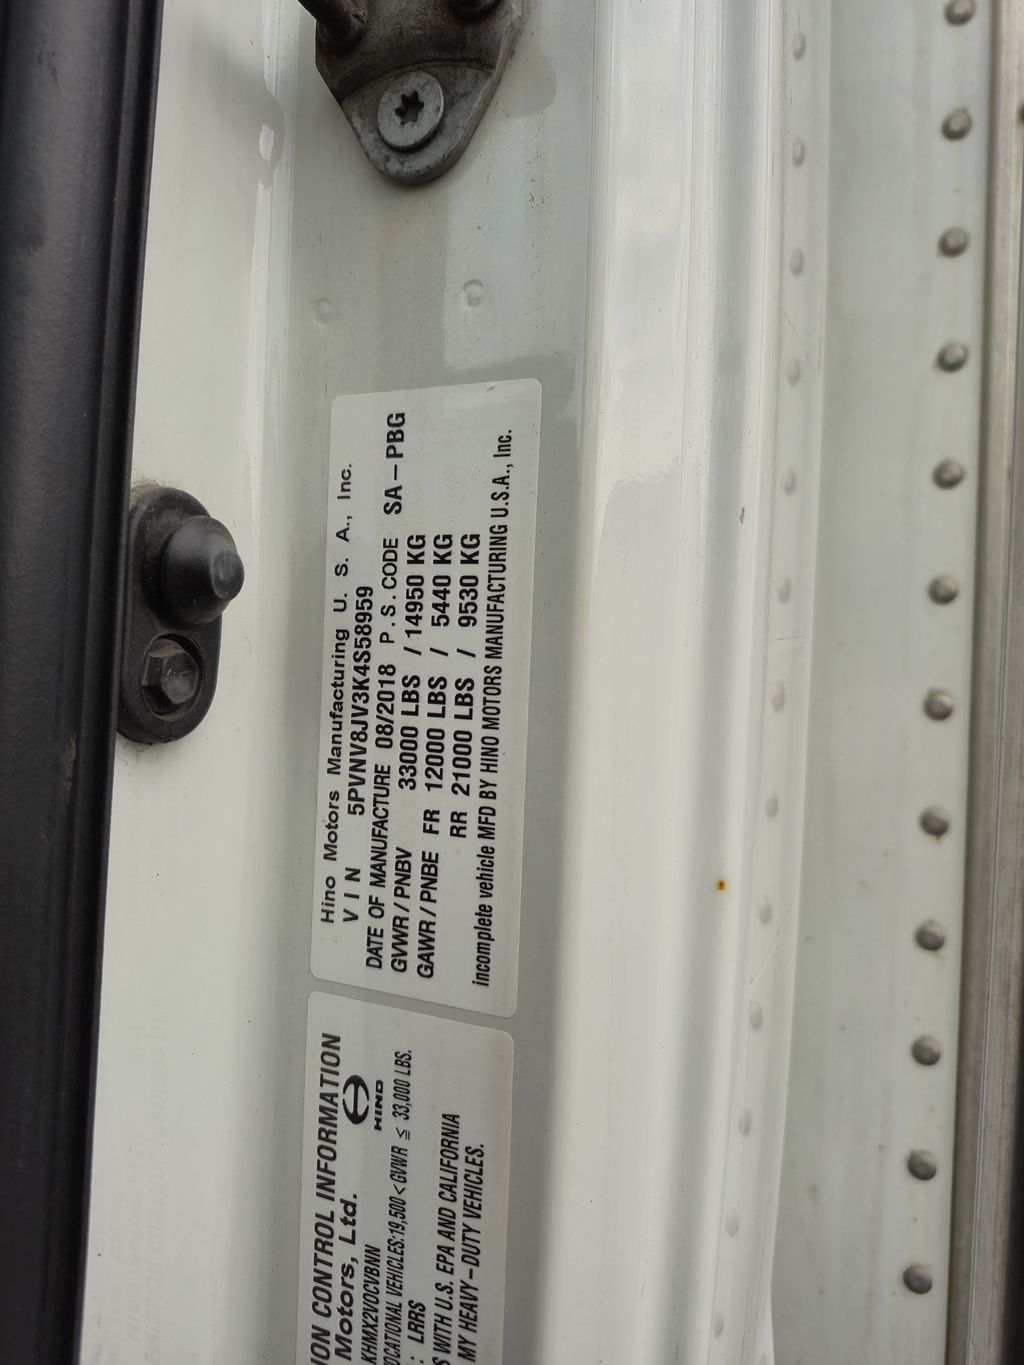 Hino Motors Manufacturing U. S. A., Inc.
VIN 5PVNV8JV3K4S58959
DATE OF MANUFACTURE 08/2018 P.S.CODE SA-PBG
GVWR/PNBV 33000 LBS / 14950 KG
GAWR/PNBE FR 12000 LBS / 5440 KG
RR 21000 LBS / 9530 KG
incomplete vehicle MFD BY HINO MOTORS MANUFACTURING U.S.A., Inc.
ION CONTROL INFORMATION
Motors, Ltd.
HINO
KHMX2VOCVBNN
OCATIONAL VEHICLES:19,500<GVWR≤ 33,000 LBS.
: LRRS
S WITH U.S. EPA AND CALIFORNIA
MY HEAVY-DUTY VEHICLES.